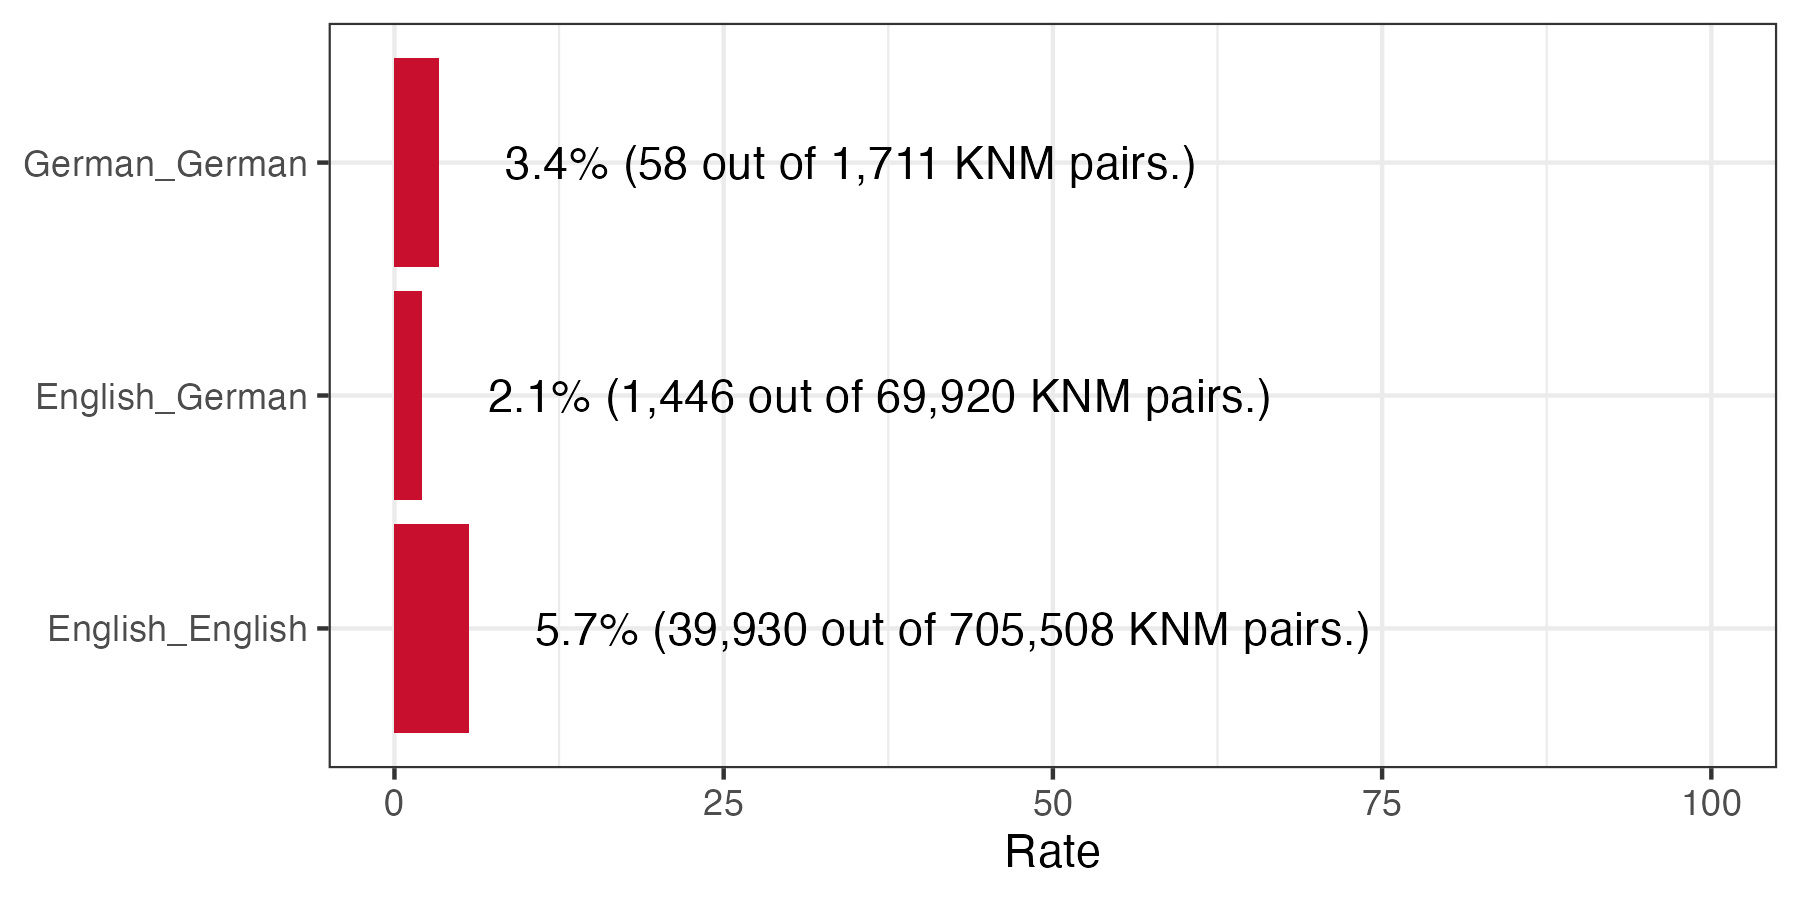 German_German
3.4% (58 out of 1,711 KNM pairs.)
English_German
2.1% (1,446 out of 69,920 KNM pairs.)
English_English
5.7% (39,930 out of 705,508 KNM pairs.)
0 25 50 75 100
Rate